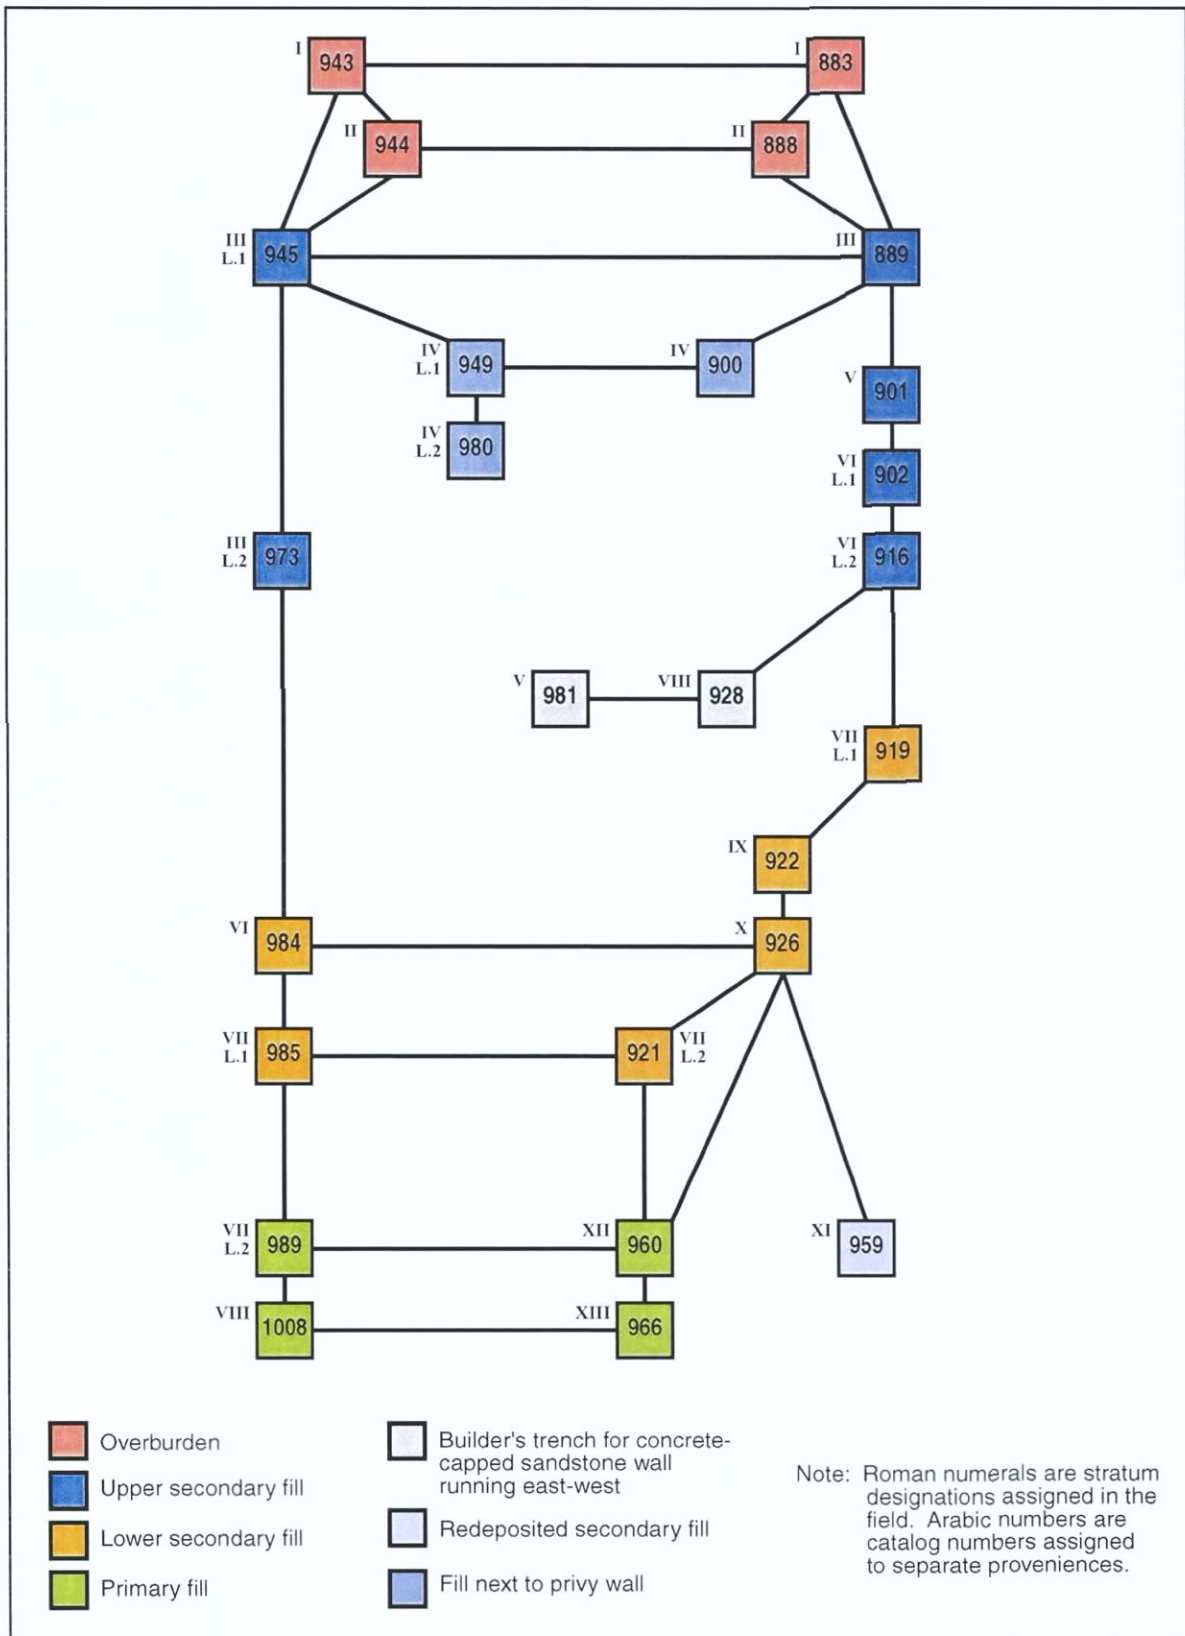 I 943 I 883
II 944 II 888
III
L.1 945 III 889
IV
L.1 949 IV 900
V 901
IV
L.2 980
VI
L.1 902
III
L.2 973
VI
L.2 916
V 981 VIII 928
VII
L.1 919
IX 922
VI 984 X 926
VII
L.1 985 921 VII
L.2
VII
L.2 989 XII 960 XI 959
VIII 1008 XIII 966
Overburden
Upper secondary fill
Lower secondary fill
Primary fill
Builder's trench for concrete-
capped sandstone wall
running east-west
Redeposited secondary fill
Fill next to privy wall
Note: Roman numerals are stratum
designations assigned in the
field. Arabic numbers are
catalog numbers assigned
to separate proveniences.